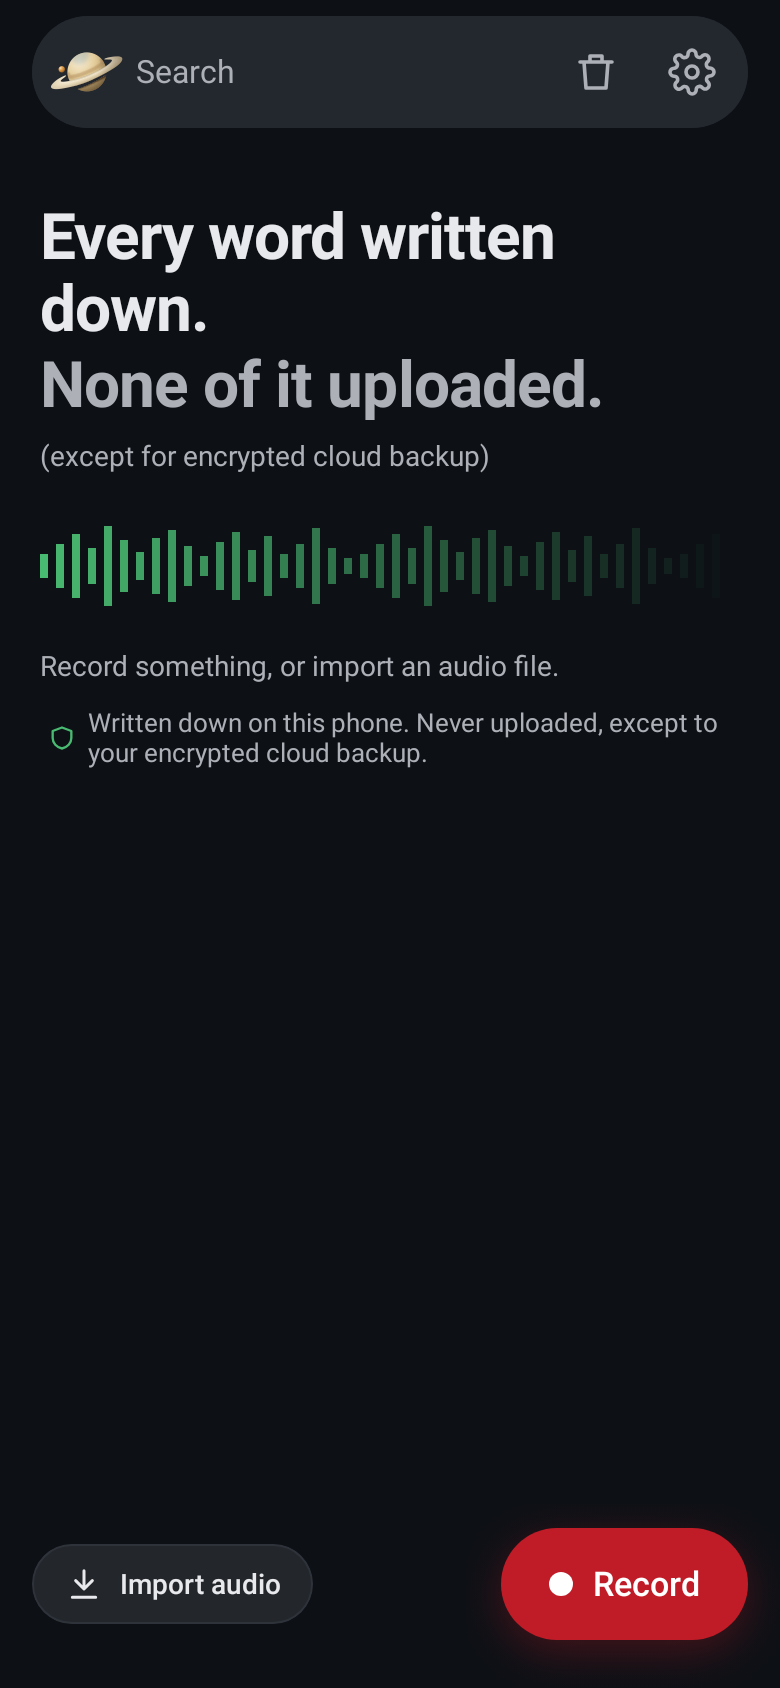 Search
Every word written
down.
None of it uploaded.
(except for encrypted cloud backup)
Record something, or import an audio file.
Written down on this phone. Never uploaded, except to
your encrypted cloud backup.
Import audio
Record